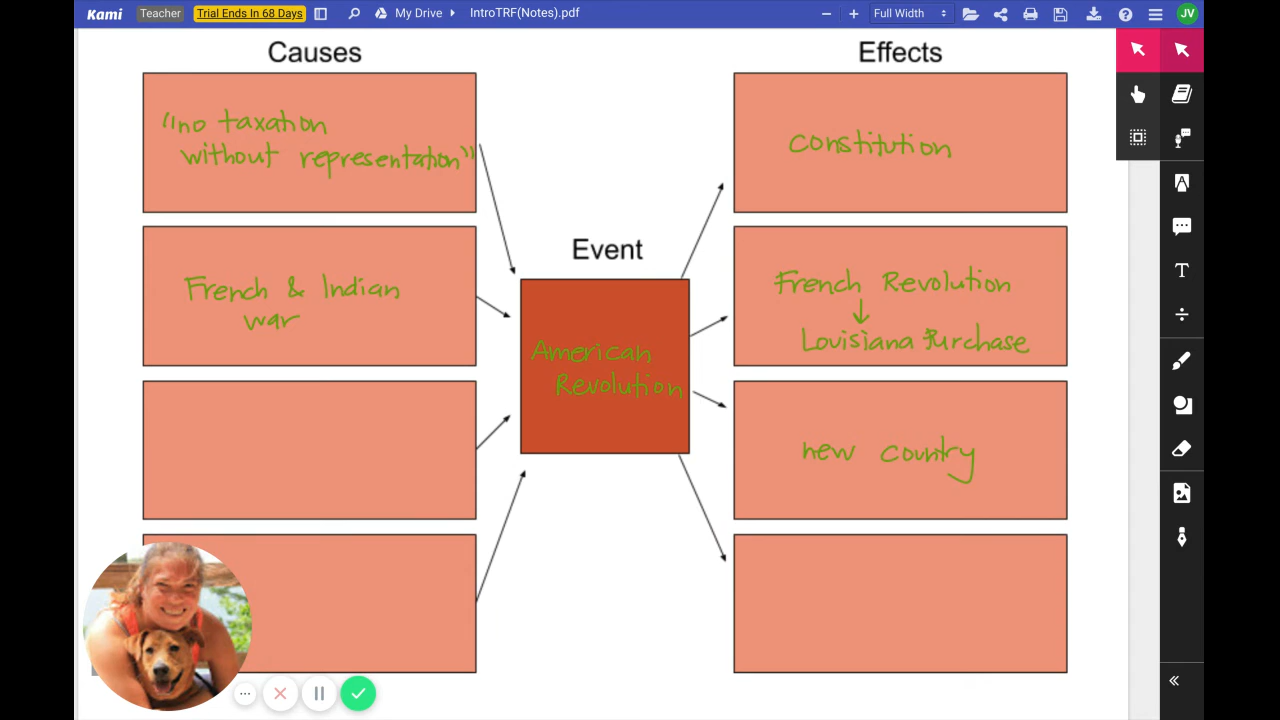 Kami Teacher Trial Ends In 68 Days My Drive IntroTRF(Notes).pdf Full Width JV
Causes
Effects
"no taxation
without representation"
constitution
Event
French & Indian
war
French Revolution
Louisiana Purchase
American
Revolution
new country